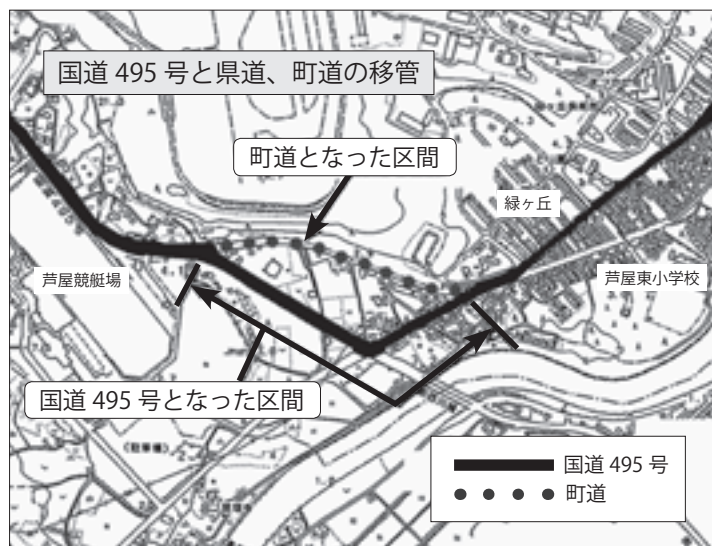 国道 495 号と県道、町道の移管
町道となった区間
緑ヶ丘
芦屋競艇場
芦屋東小学校
国道 495 号となった区間
国道 495 号
町道